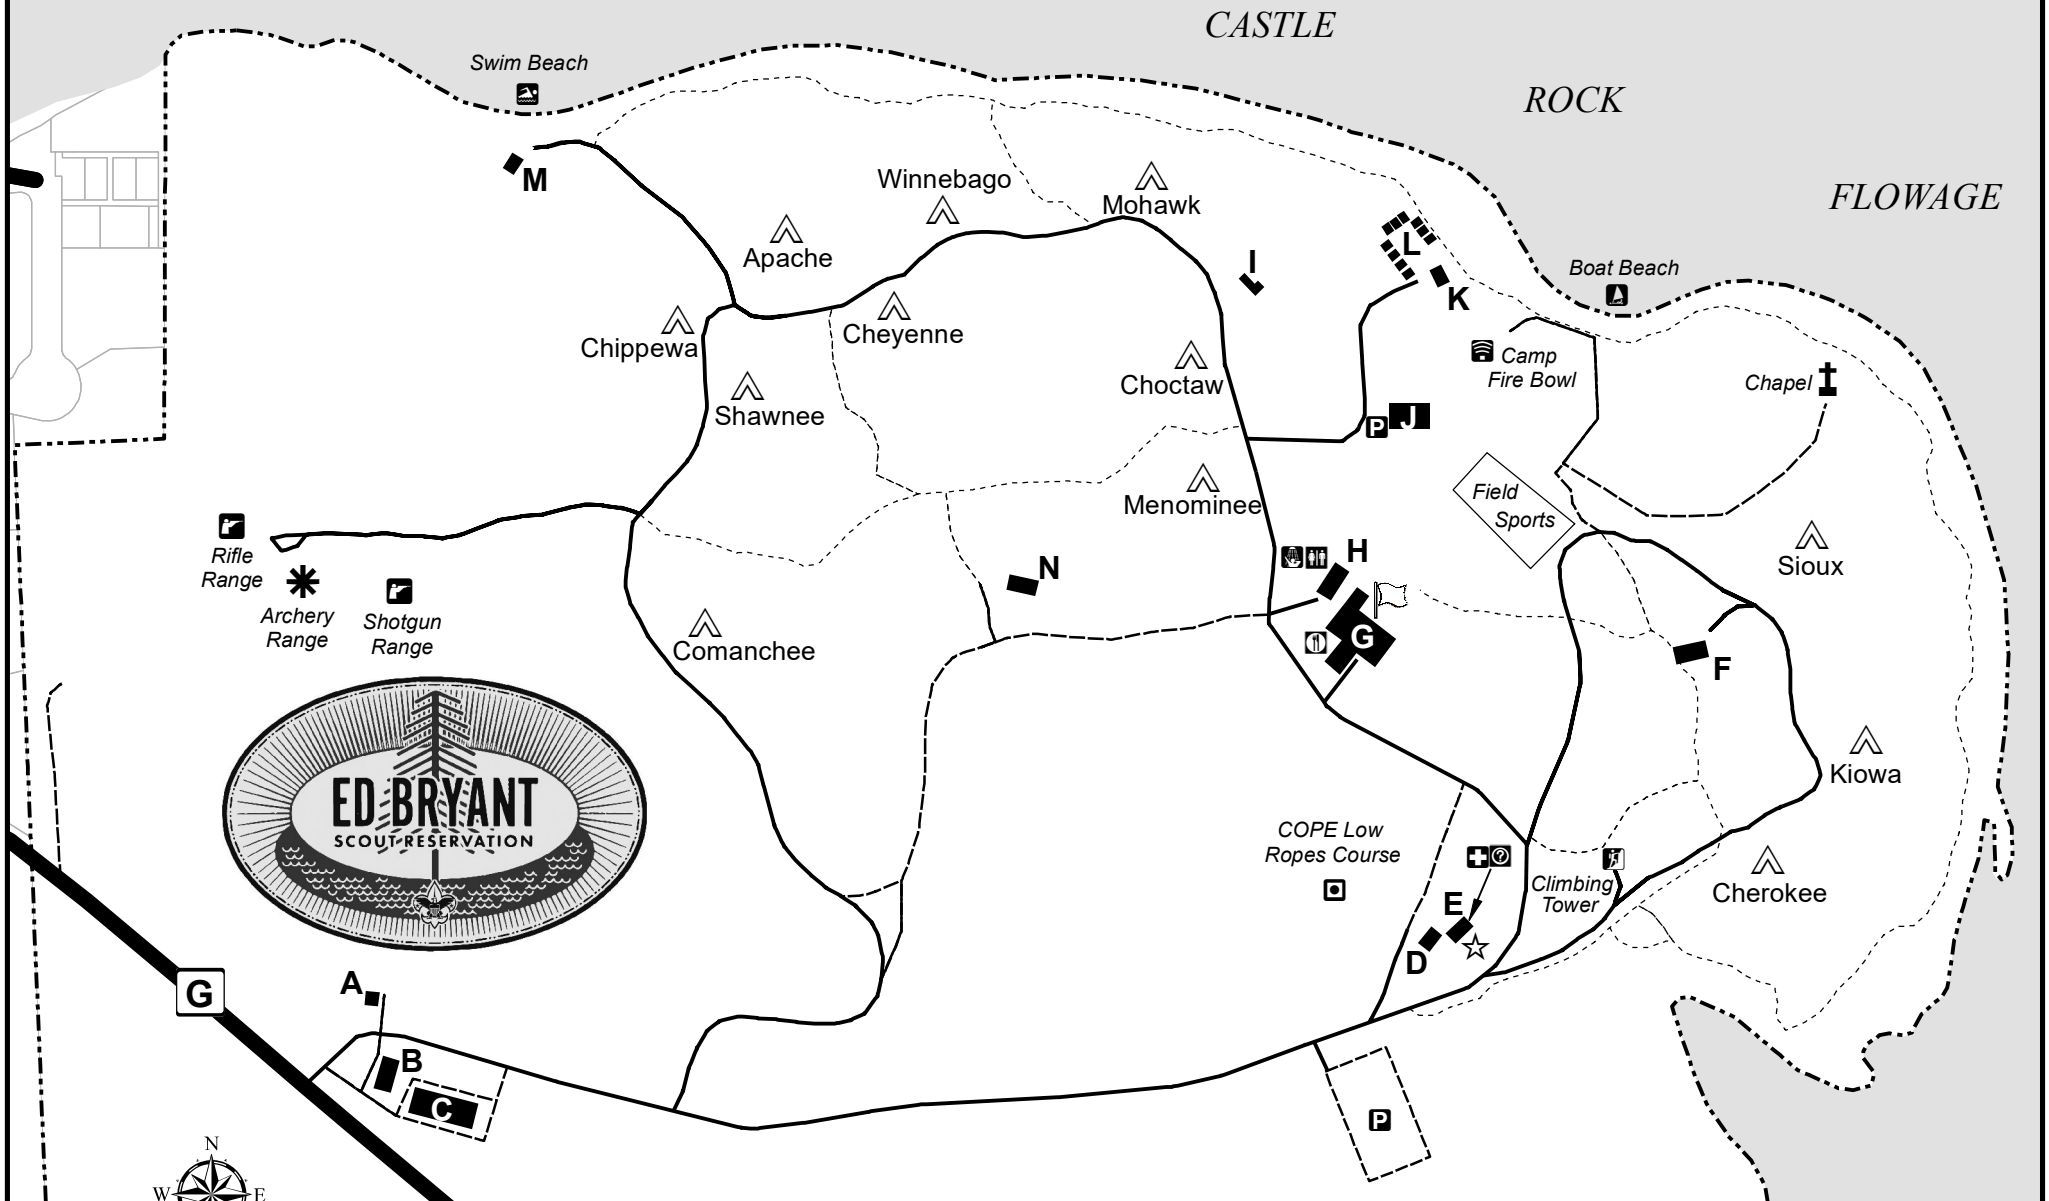 CASTLE
ROCK
FLOWAGE
Swim Beach
M
Winnebago
Mohawk
Apache
I
L
K
Boat Beach
Cheyenne
Chippewa
Choctaw
Camp
Fire Bowl
Chapel
Shawnee
P
J
Menominee
Field
Sports
Rifle
Range
Archery
Range
Shotgun
Range
N
H
Sioux
Comanchee
G
F
Kiowa
ED BRYANT
SCOUT RESERVATION
COPE Low
Ropes Course
?
Climbing
Tower
Cherokee
E
D
G
A
B
C
P
N
W
E